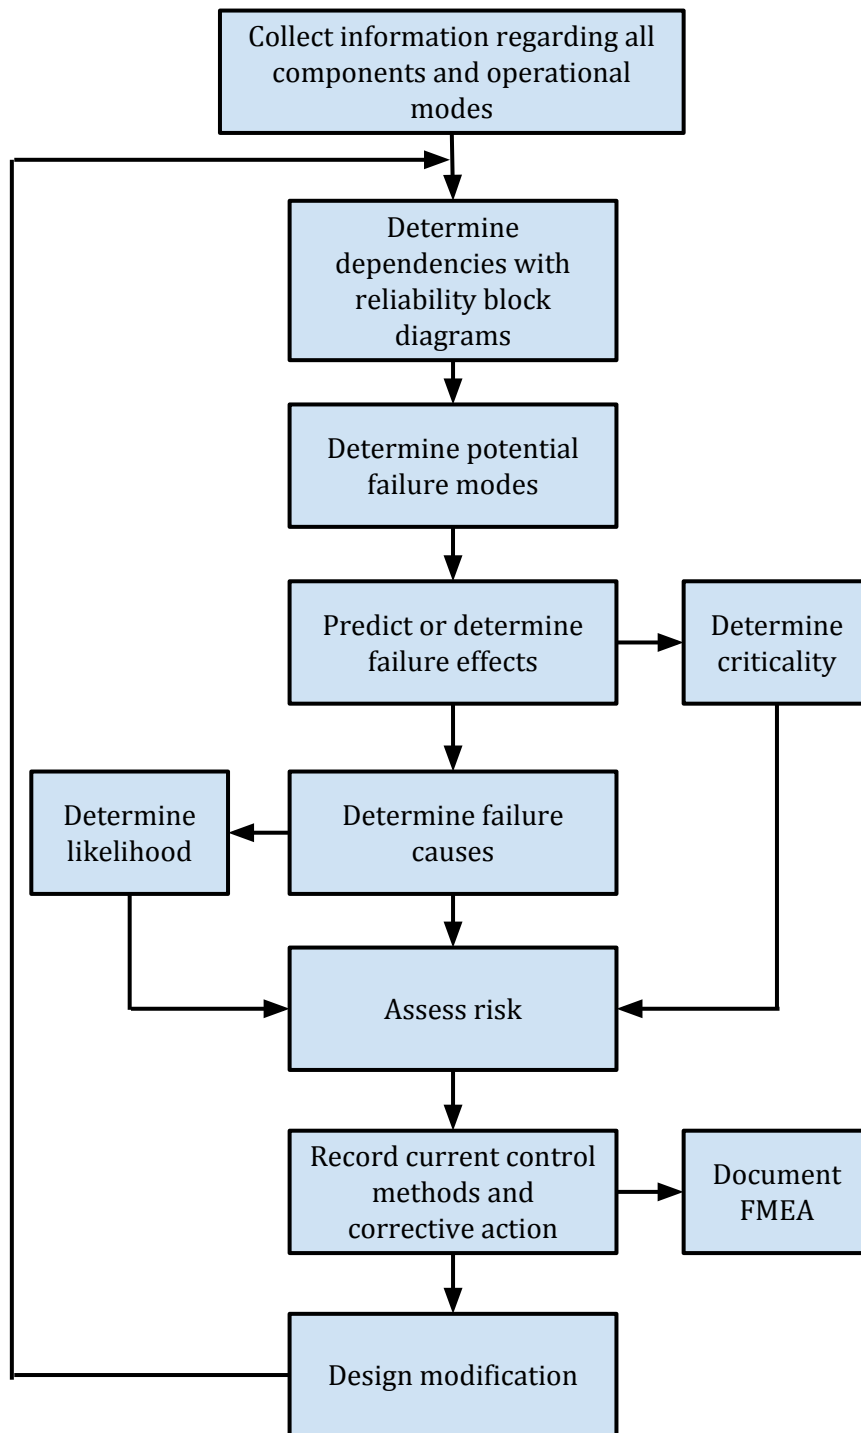 Collect information regarding all
components and operational
modes
Determine
dependencies with
reliability block
diagrams
Determine potential
failure modes
Predict or determine
failure effects
Determine
criticality
Determine
likelihood
Determine failure
causes
Assess risk
Record current control
methods and
corrective action
Document
FMEA
Design modification